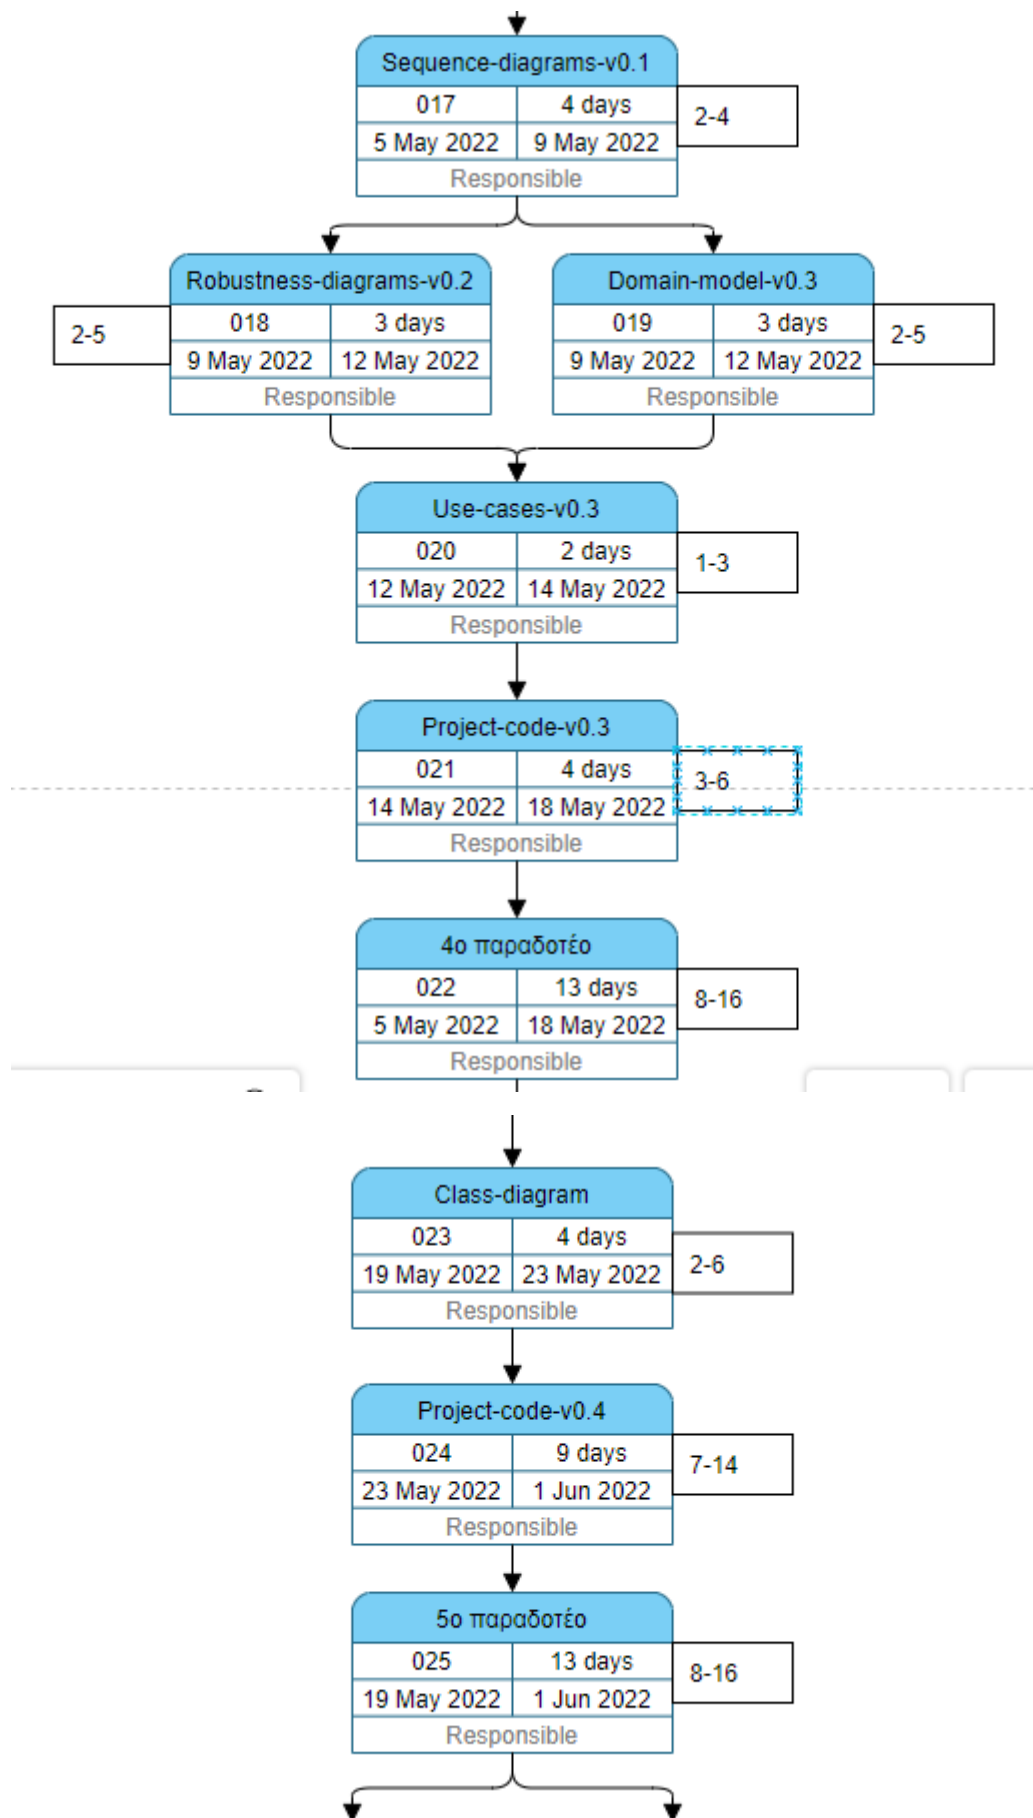 Sequence-diagrams-v0.1
017 4 days
2-4
5 May 2022 9 May 2022
Responsible
Robustness-diagrams-v0.2
018 3 days
2-5
9 May 2022 12 May 2022
Responsible
Domain-model-v0.3
019 3 days
2-5
9 May 2022 12 May 2022
Responsible
Use-cases-v0.3
020 2 days
1-3
12 May 2022 14 May 2022
Responsible
Project-code-v0.3
021 4 days
3-6
14 May 2022 18 May 2022
Responsible
4ο παραδοτέο
022 13 days
8-16
5 May 2022 18 May 2022
Responsible
Class-diagram
023 4 days
2-6
19 May 2022 23 May 2022
Responsible
Project-code-v0.4
024 9 days
7-14
23 May 2022 1 Jun 2022
Responsible
5ο παραδοτέο
025 13 days
8-16
19 May 2022 1 Jun 2022
Responsible